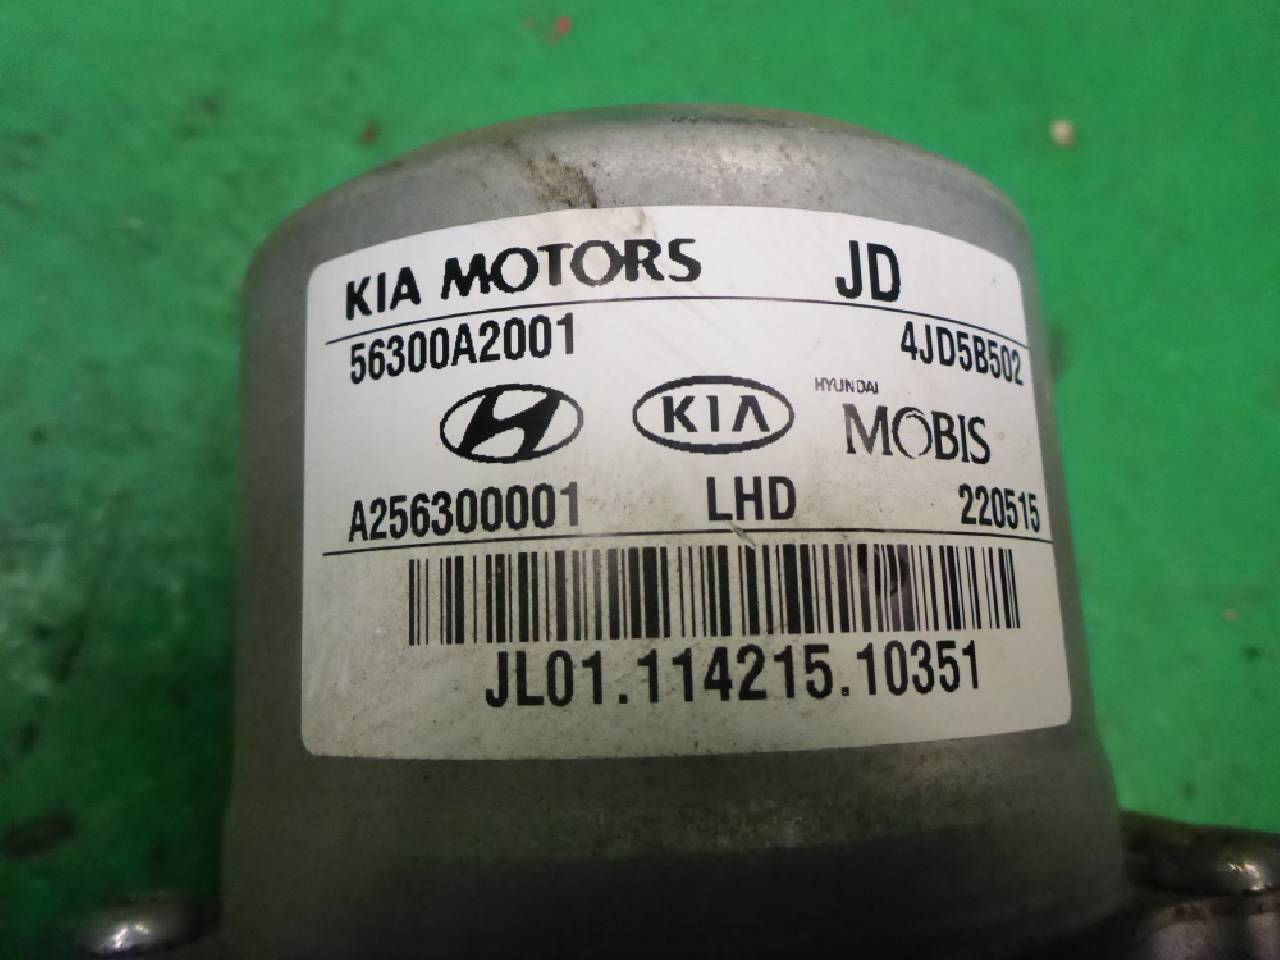 KIA MOTORS JD
56300A2001 4JD5B502
KIA HYUNDAI MOBIS
A256300001 LHD 220515
JL01.114215.10351